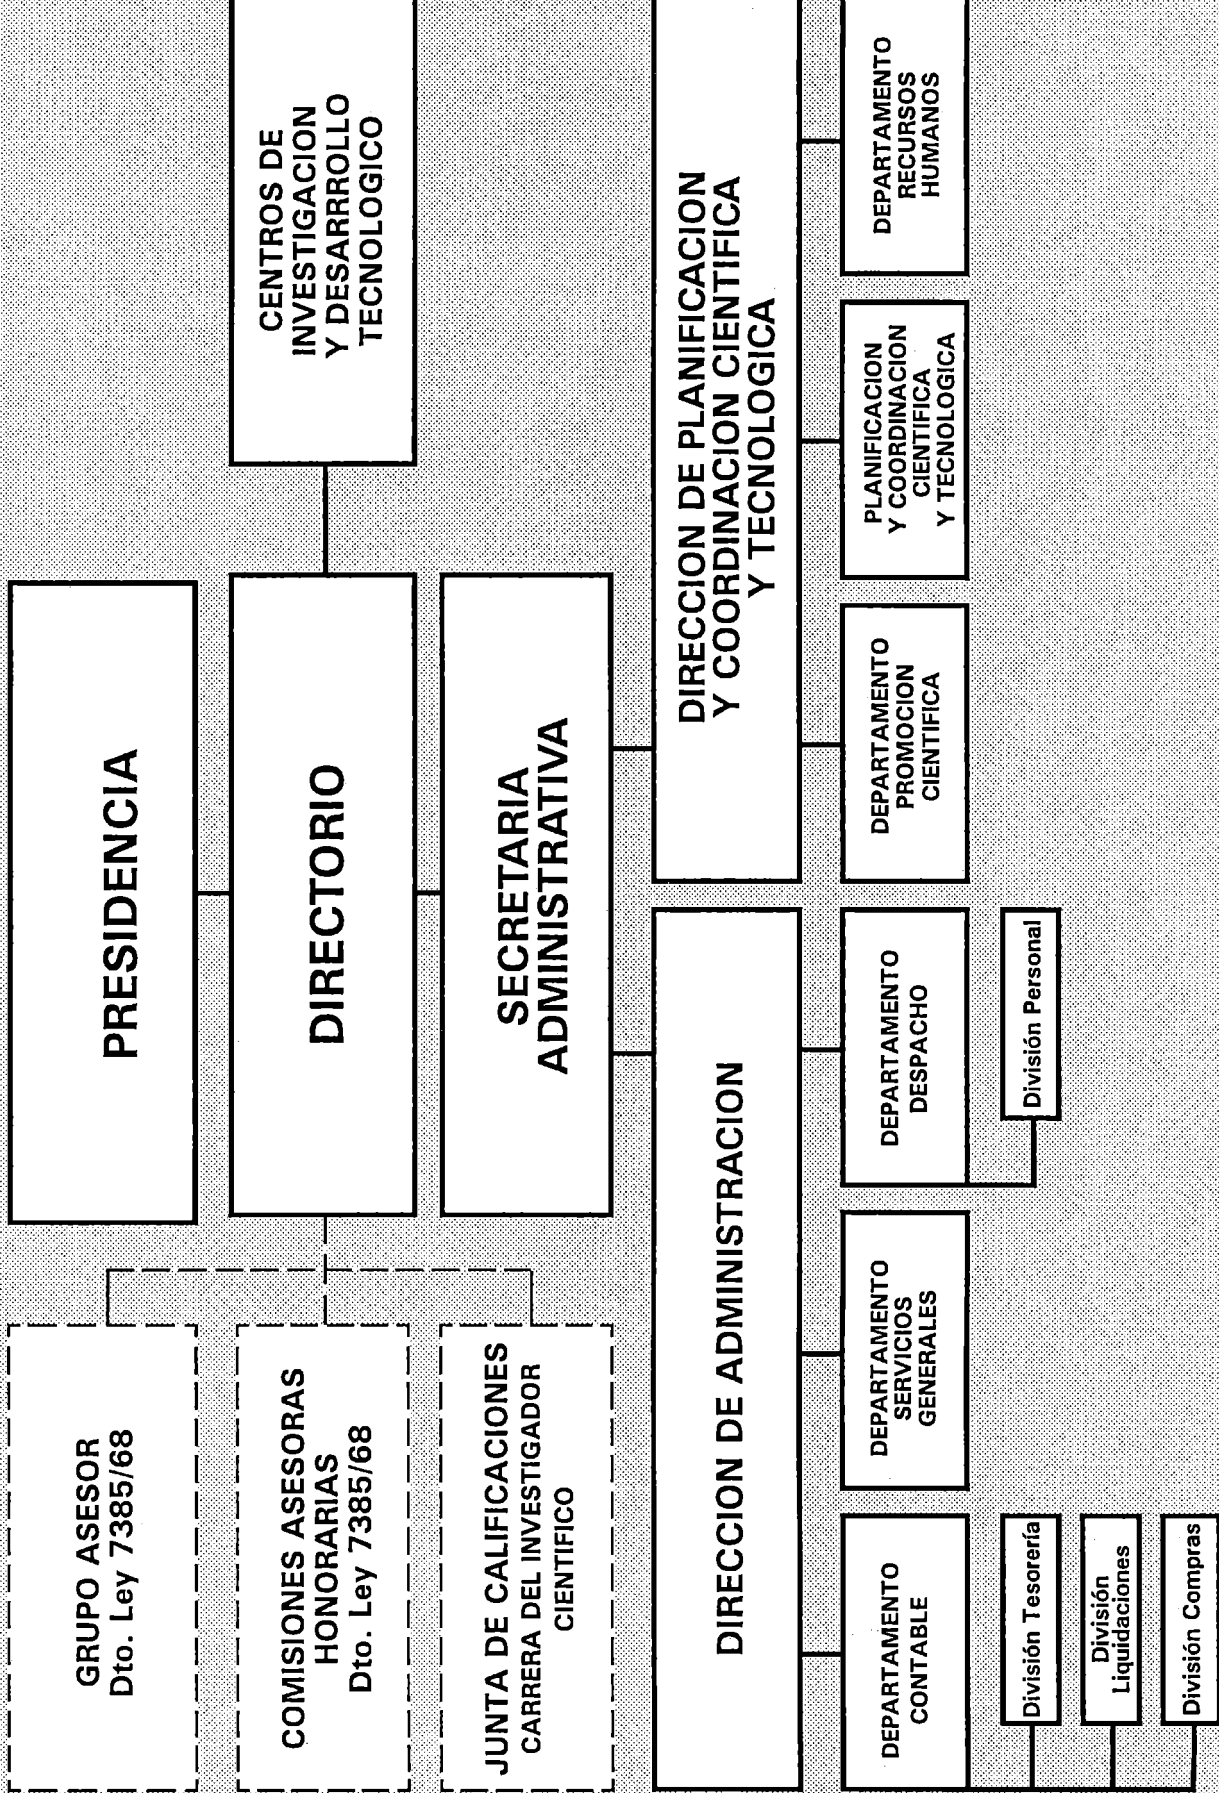 PRESIDENCIA
GRUPO ASESOR
Dto. Ley 7385/68
COMISIONES ASESORAS
HONORARIAS
Dto. Ley 7385/68
DIRECTORIO
CENTROS DE
INVESTIGACION
Y DESARRROLLO
TECNOLOGICO
JUNTA DE CALIFICACIONES
CARRERA DEL INVESTIGADOR
CIENTIFICO
SECRETARIA
ADMINISTRATIVA
DIRECCION DE ADMINISTRACION
DIRECCION DE PLANIFICACION
Y COORDINACION CIENTIFICA
Y TECNOLOGICA
DEPARTAMENTO
CONTABLE
DEPARTAMENTO
SERVICIOS
GENERALES
DEPARTAMENTO
DESPACHO
DEPARTAMENTO
PROMOCION
CIENTIFICA
PLANIFICACION
Y COORDINACION
CIENTIFICA
Y TECNOLOGICA
DEPARTAMENTO
RECURSOS
HUMANOS
División Tesorería
División
Liquidaciones
División Compras
División Personal